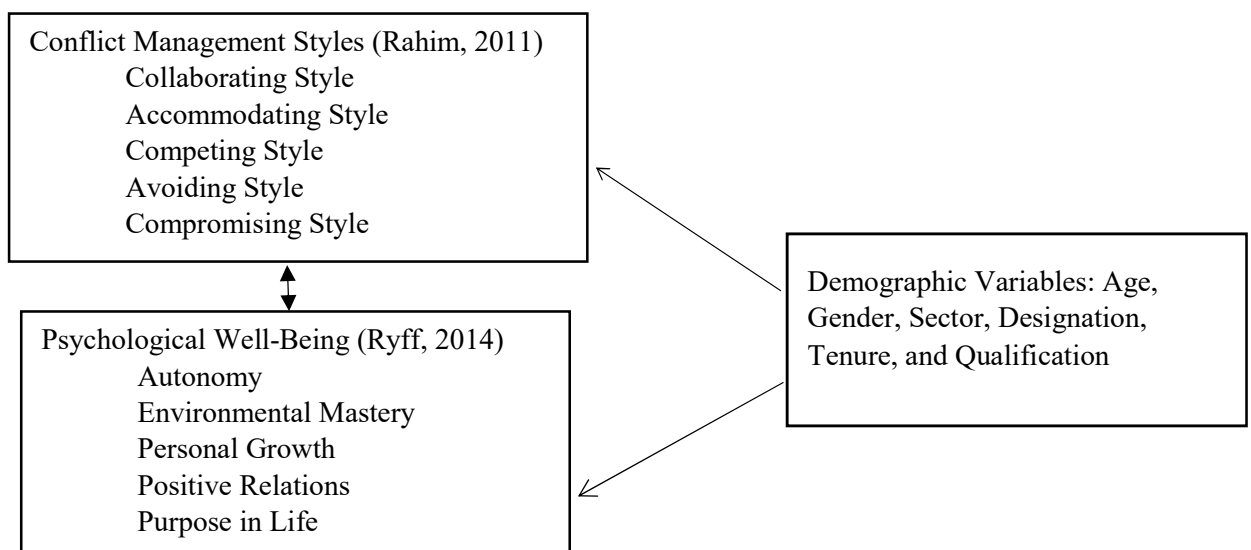 Conflict Management Styles (Rahim, 2011)
Collaborating Style
Accommodating Style
Competing Style
Avoiding Style
Compromising Style
Psychological Well-Being (Ryff, 2014)
Autonomy
Environmental Mastery
Personal Growth
Positive Relations
Purpose in Life
Demographic Variables: Age,
Gender, Sector, Designation,
Tenure, and Qualification